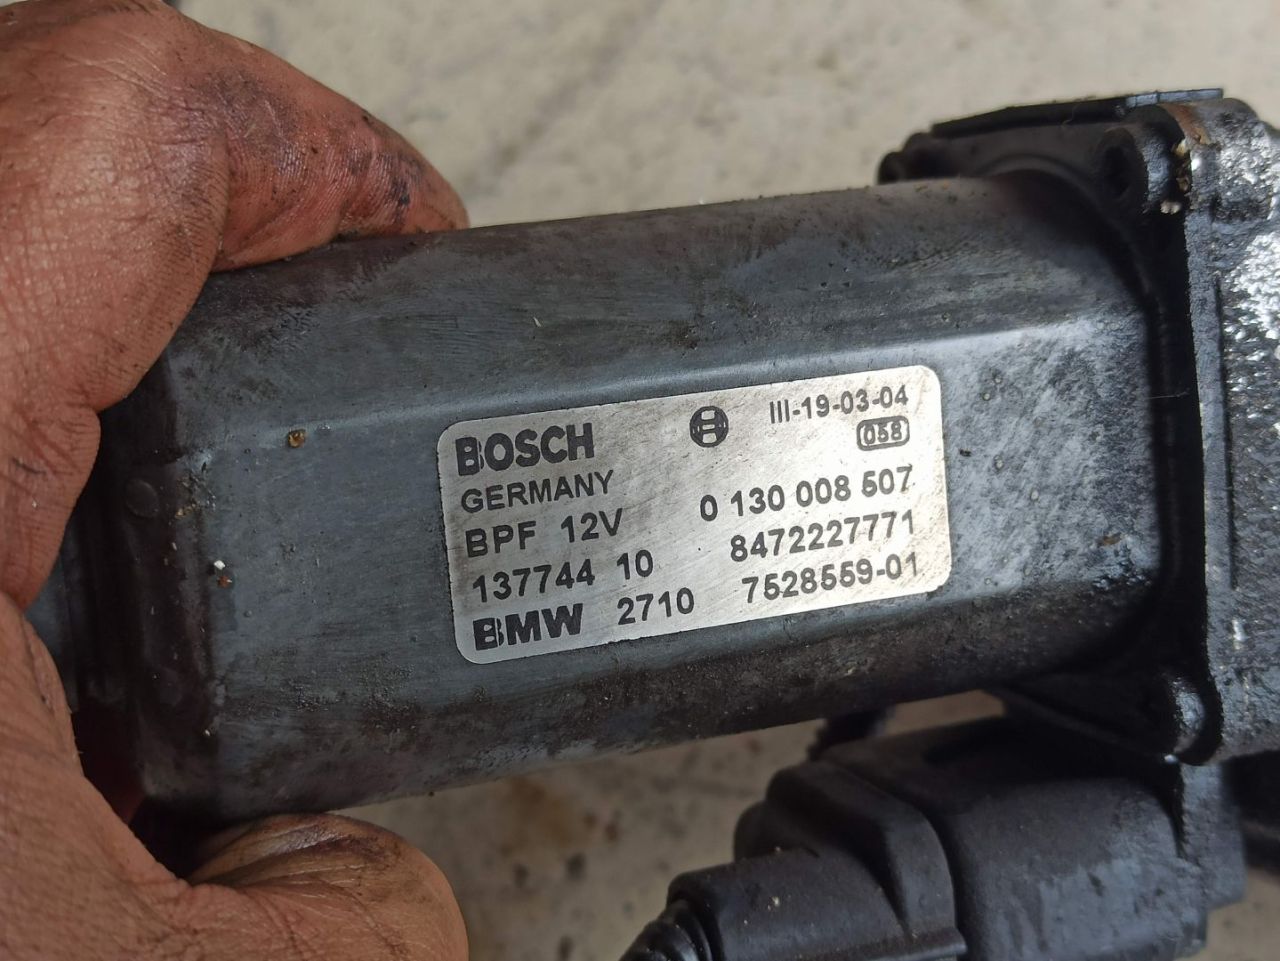 BOSCH III-19-03-04
GERMANY 058
BPF 12V 0 130 008 507
137744 10 8472227771
BMW 2710 7528559-01